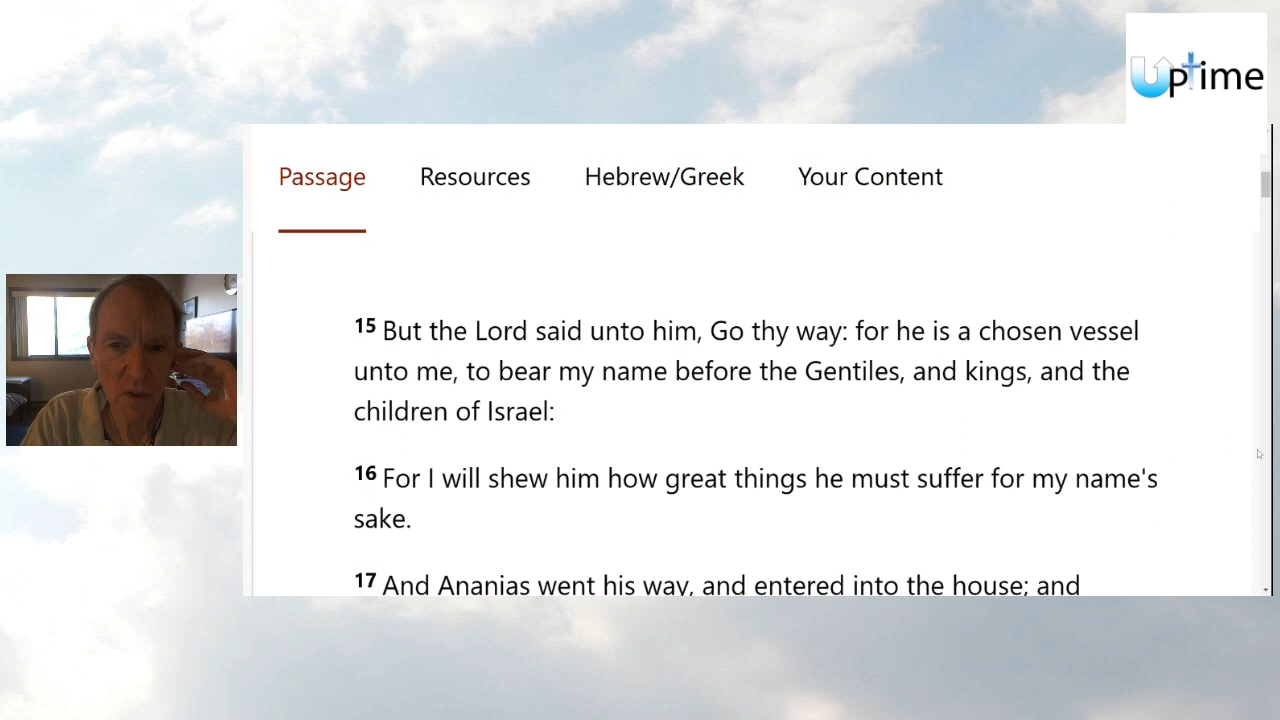 Uptime
Passage Resources Hebrew/Greek Your Content
15 But the Lord said unto him, Go thy way: for he is a chosen vessel
unto me, to bear my name before the Gentiles, and kings, and the
children of Israel:
16 For I will shew him how great things he must suffer for my name's
sake.
17 And Ananias went his way, and entered into the house; and